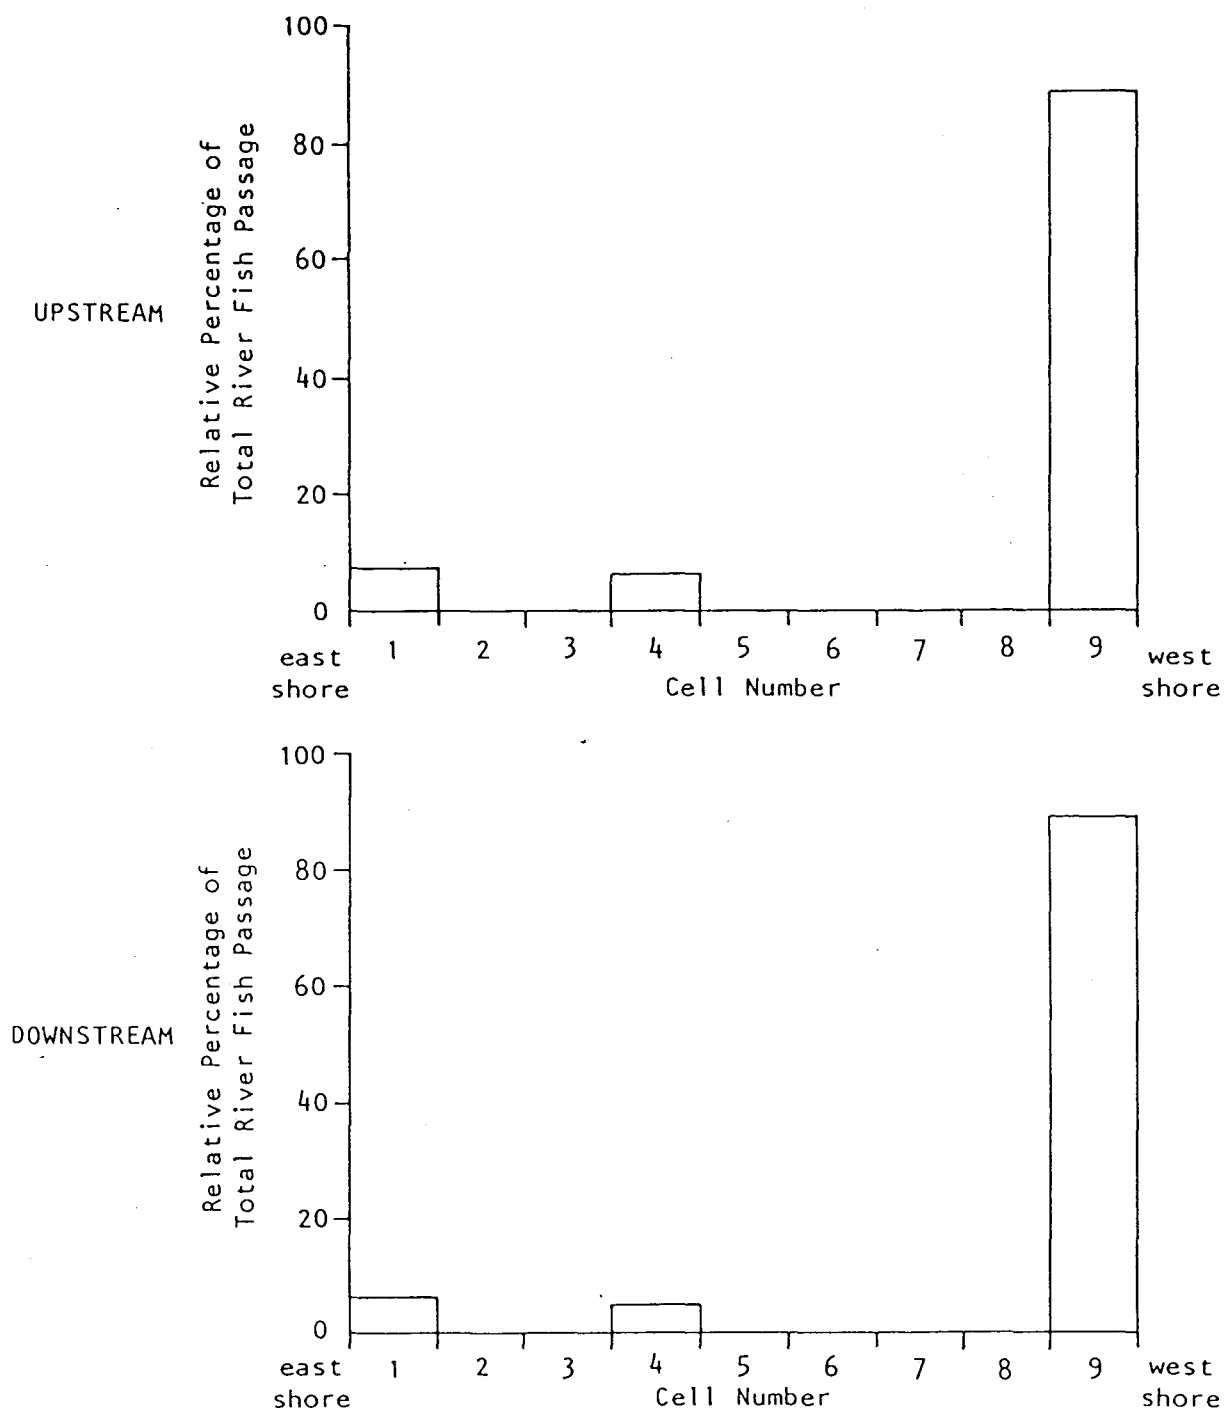 UPSTREAM
Relative Percentage of
Total River Fish Passage
100
80
60
40
20
0
1 2 3 4 5 6 7 8 9
east
shore
Cell Number
west
shore
DOWNSTREAM
Relative Percentage of
Total River Fish Passage
100
80
60
40
20
0
1 2 3 4 5 6 7 8 9
east
shore
Cell Number
west
shore